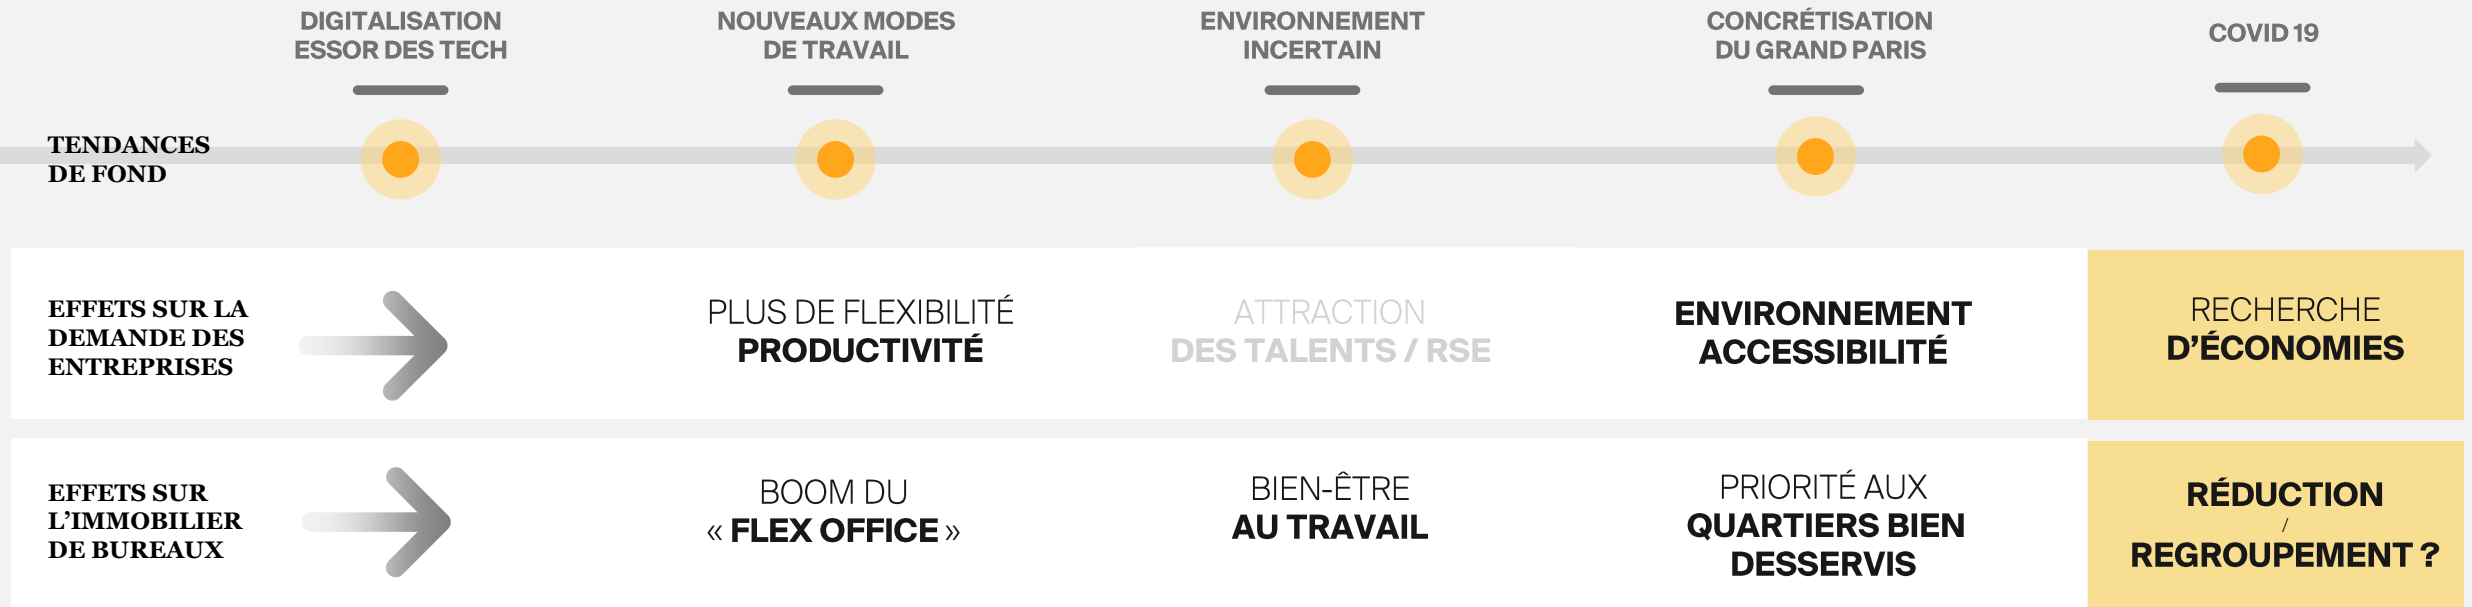 DIGITALISATION
ESSOR DES TECH
NOUVEAUX MODES
DE TRAVAIL
ENVIRONNEMENT
INCERTAIN
CONCRÉTISATION
DU GRAND PARIS
COVID 19
TENDANCES
DE FOND
EFFETS SUR LA
DEMANDE DES
ENTREPRISES
PLUS DE FLEXIBILITÉ
PRODUCTIVITÉ
ATTRACTION
DES TALENTS / RSE
ENVIRONNEMENT
ACCESSIBILITÉ
RECHERCHE
D’ÉCONOMIES
EFFETS SUR
L’IMMOBILIER
DE BUREAUX
BOOM DU
« FLEX OFFICE »
BIEN-ÊTRE
AU TRAVAIL
PRIORITÉ AUX
QUARTIERS BIEN
DESSERVIS
RÉDUCTION
/
REGROUPEMENT ?